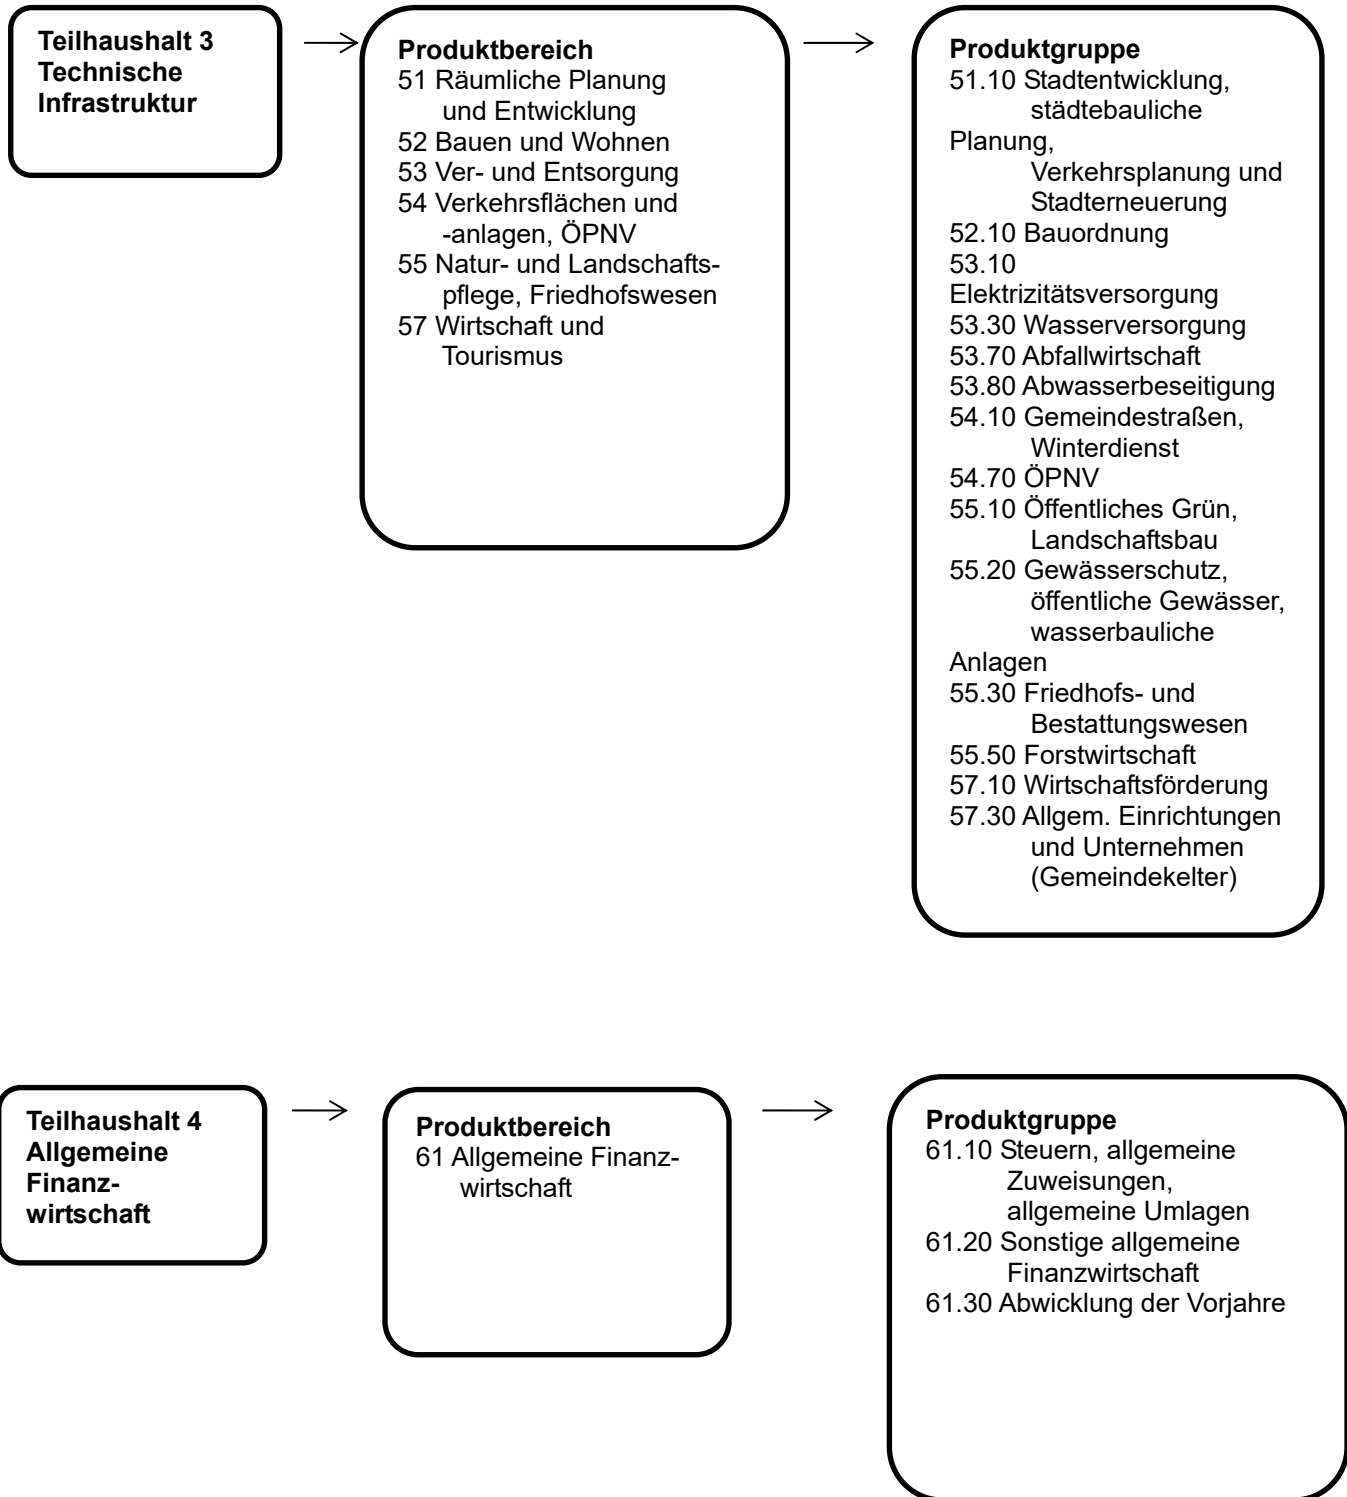 Teilhaushalt 3
Technische
Infrastruktur
Produktbereich
51 Räumliche Planung
und Entwicklung
52 Bauen und Wohnen
53 Ver- und Entsorgung
54 Verkehrsflächen und
-anlagen, ÖPNV
55 Natur- und Landschafts-
pflege, Friedhofswesen
57 Wirtschaft und
Tourismus
Produktgruppe
51.10 Stadtentwicklung,
städtebauliche
Planung,
Verkehrsplanung und
Stadterneuerung
52.10 Bauordnung
53.10
Elektrizitätsversorgung
53.30 Wasserversorgung
53.70 Abfallwirtschaft
53.80 Abwasserbeseitigung
54.10 Gemeindestraßen,
Winterdienst
54.70 ÖPNV
55.10 Öffentliches Grün,
Landschaftsbau
55.20 Gewässerschutz,
öffentliche Gewässer,
wasserbauliche
Anlagen
55.30 Friedhofs- und
Bestattungswesen
55.50 Forstwirtschaft
57.10 Wirtschaftsförderung
57.30 Allgem. Einrichtungen
und Unternehmen
(Gemeindekelter)
Teilhaushalt 4
Allgemeine
Finanz-
wirtschaft
Produktbereich
61 Allgemeine Finanz-
wirtschaft
Produktgruppe
61.10 Steuern, allgemeine
Zuweisungen,
allgemeine Umlagen
61.20 Sonstige allgemeine
Finanzwirtschaft
61.30 Abwicklung der Vorjahre